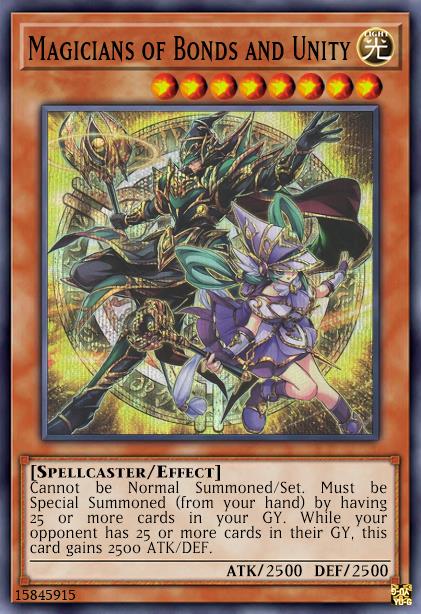 Magicians of Bonds and Unity
LIGHT
光
[Spellcaster/Effect]
Cannot be Normal Summoned/Set. Must be
Special Summoned (from your hand) by having
25 or more cards in your GY. While your
opponent has 25 or more cards in their GY, this
card gains 2500 ATK/DEF.
ATK/2500 DEF/2500
15845915